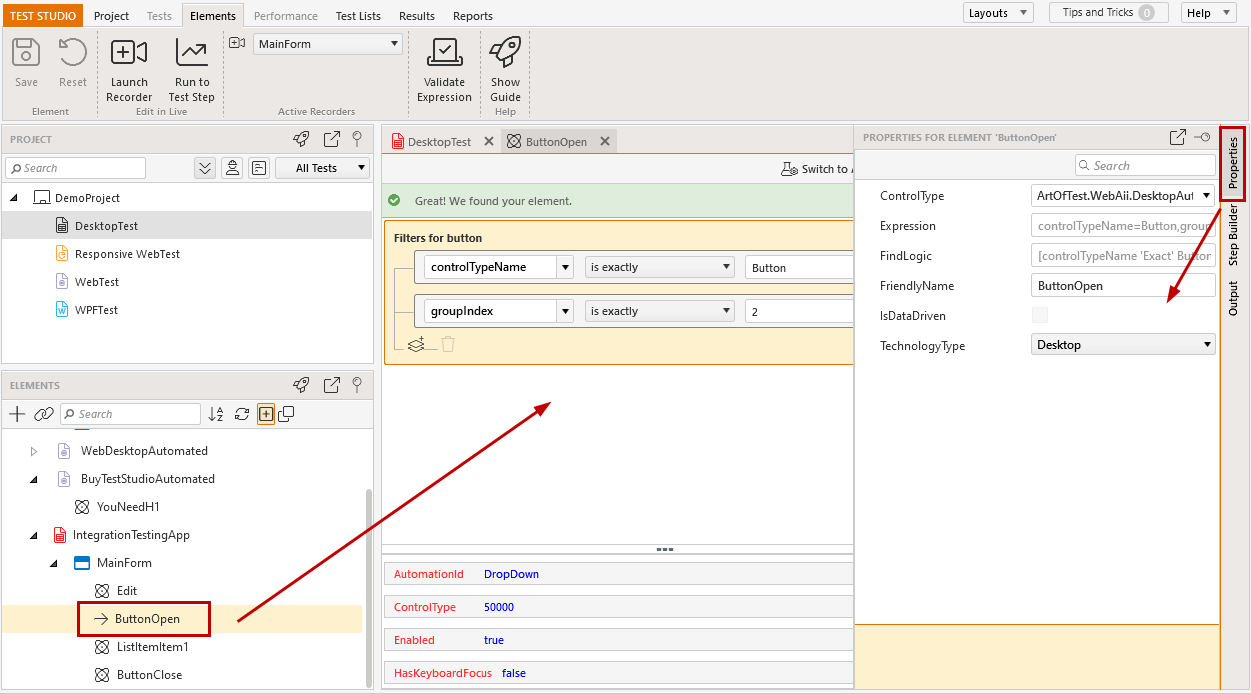 TEST STUDIO Project Tests Elements Performance Test Lists Results Reports Layouts Tips and Tricks 0 Help
MainForm
Save Reset Launch Recorder Run to Test Step Validate Expression Show Guide
Element Edit in Live Active Recorders Help
PROJECT
Search
All Tests
DemoProject
DesktopTest
Responsive WebTest
WebTest
WPFTest
ELEMENTS
Search
WebDesktopAutomated
BuyTestStudioAutomated
YouNeedH1
IntegrationTestingApp
MainForm
Edit
ButtonOpen
ListItemItem1
ButtonClose
DesktopTest ButtonOpen
Switch to A
Great! We found your element.
Filters for button
controlTypeName is exactly Button
groupIndex is exactly 2
AutomationId DropDown
ControlType 50000
Enabled true
HasKeyboardFocus false
PROPERTIES FOR ELEMENT 'ButtonOpen'
Search
ControlType ArtOfTest.WebAii.DesktopAut
Expression controlTypeName=Button,group
FindLogic [controlTypeName 'Exact' Button
FriendlyName ButtonOpen
IsDataDriven
TechnologyType Desktop
Properties
Step Builder
Output